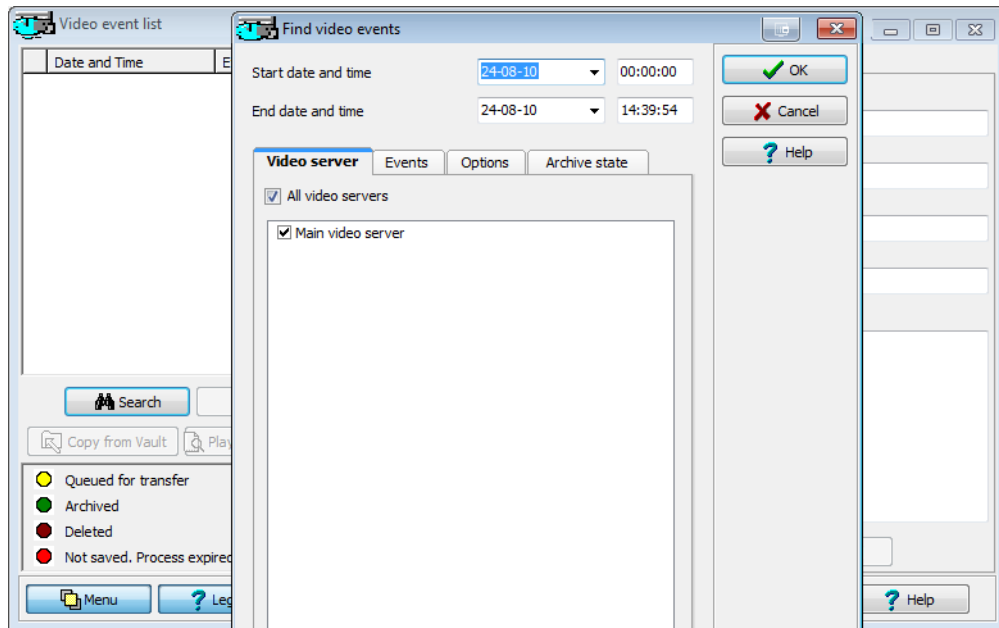 Video event list
Date and Time
E
Search
Copy from Vault
Play
Queued for transfer
Archived
Deleted
Not saved. Process expired
Menu
Leg
Find video events
Start date and time 24-08-10 00:00:00
End date and time 24-08-10 14:39:54
Video server Events Options Archive state
All video servers
Main video server
OK
Cancel
Help
Help